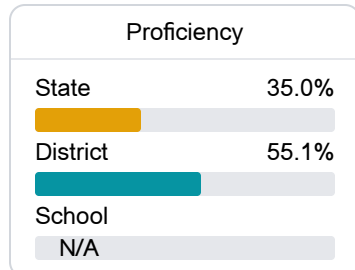 Proficiency
State 35.0%
District 55.1%
School
N/A